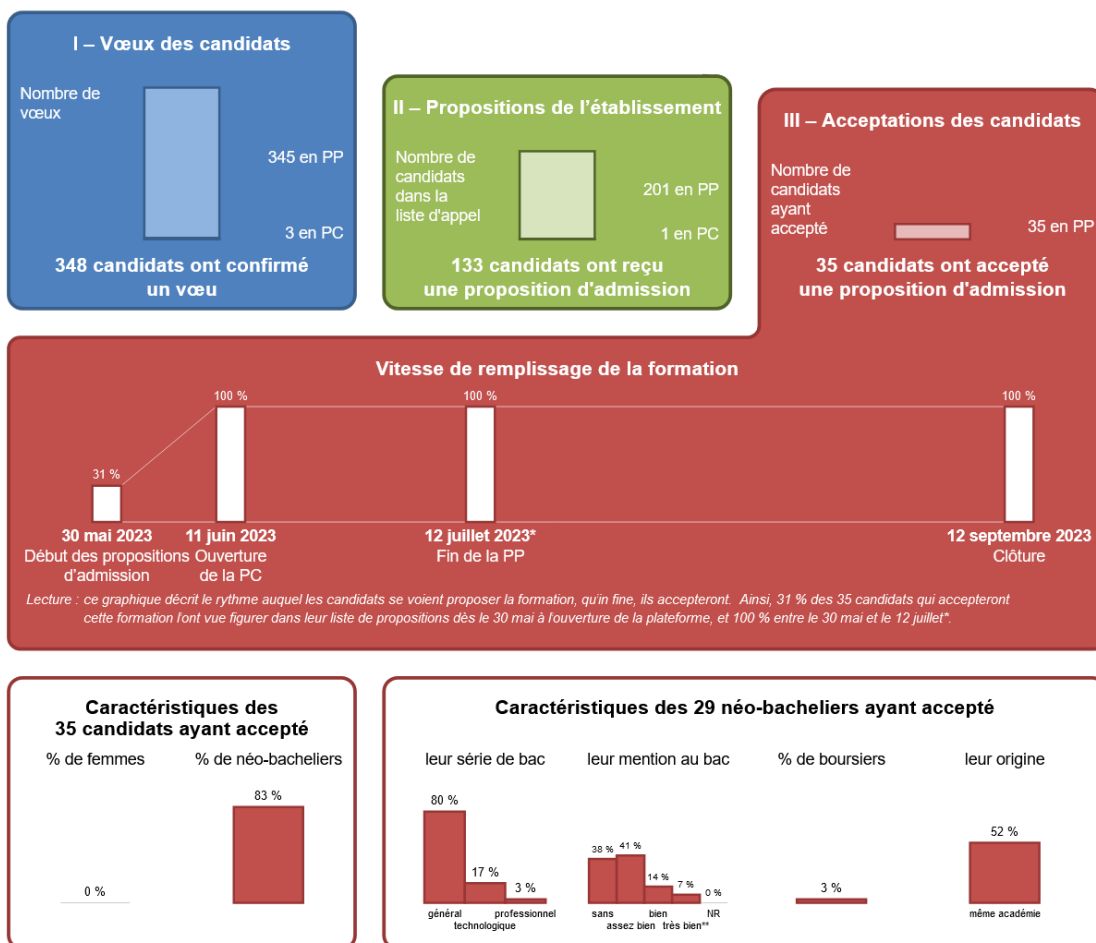 I – Vœux des candidats
Nombre de
vœux
345 en PP
3 en PC
348 candidats ont confirmé
un vœu
II – Propositions de l'établissement
Nombre de
candidats
dans la
liste d'appel
201 en PP
1 en PC
133 candidats ont reçu
une proposition d'admission
III – Acceptations des candidats
Nombre de
candidats
ayant
accepté
35 en PP
35 candidats ont accepté
une proposition d'admission
Vitesse de remplissage de la formation
31 %
100 %
100 %
100 %
30 mai 2023
Début des propositions
d'admission
11 juin 2023
Ouverture
de la PC
12 juillet 2023*
Fin de la PP
12 septembre 2023
Clôture
Lecture : ce graphique décrit le rythme auquel les candidats se voient proposer la formation, qu'in fine, ils accepteront. Ainsi, 31 % des 35 candidats qui accepteront
cette formation l'ont vue figurer dans leur liste de propositions dès le 30 mai à l'ouverture de la plateforme, et 100 % entre le 30 mai et le 12 juillet*.
Caractéristiques des
35 candidats ayant accepté
% de femmes
% de néo-bacheliers
0 %
83 %
Caractéristiques des 29 néo-bacheliers ayant accepté
leur série de bac
80 %
17 %
3 %
général
technologique
professionnel
leur mention au bac
38 %
41 %
14 %
7 %
0 %
sans
assez bien
bien
très bien**
NR
% de boursiers
3 %
leur origine
52 %
même académie